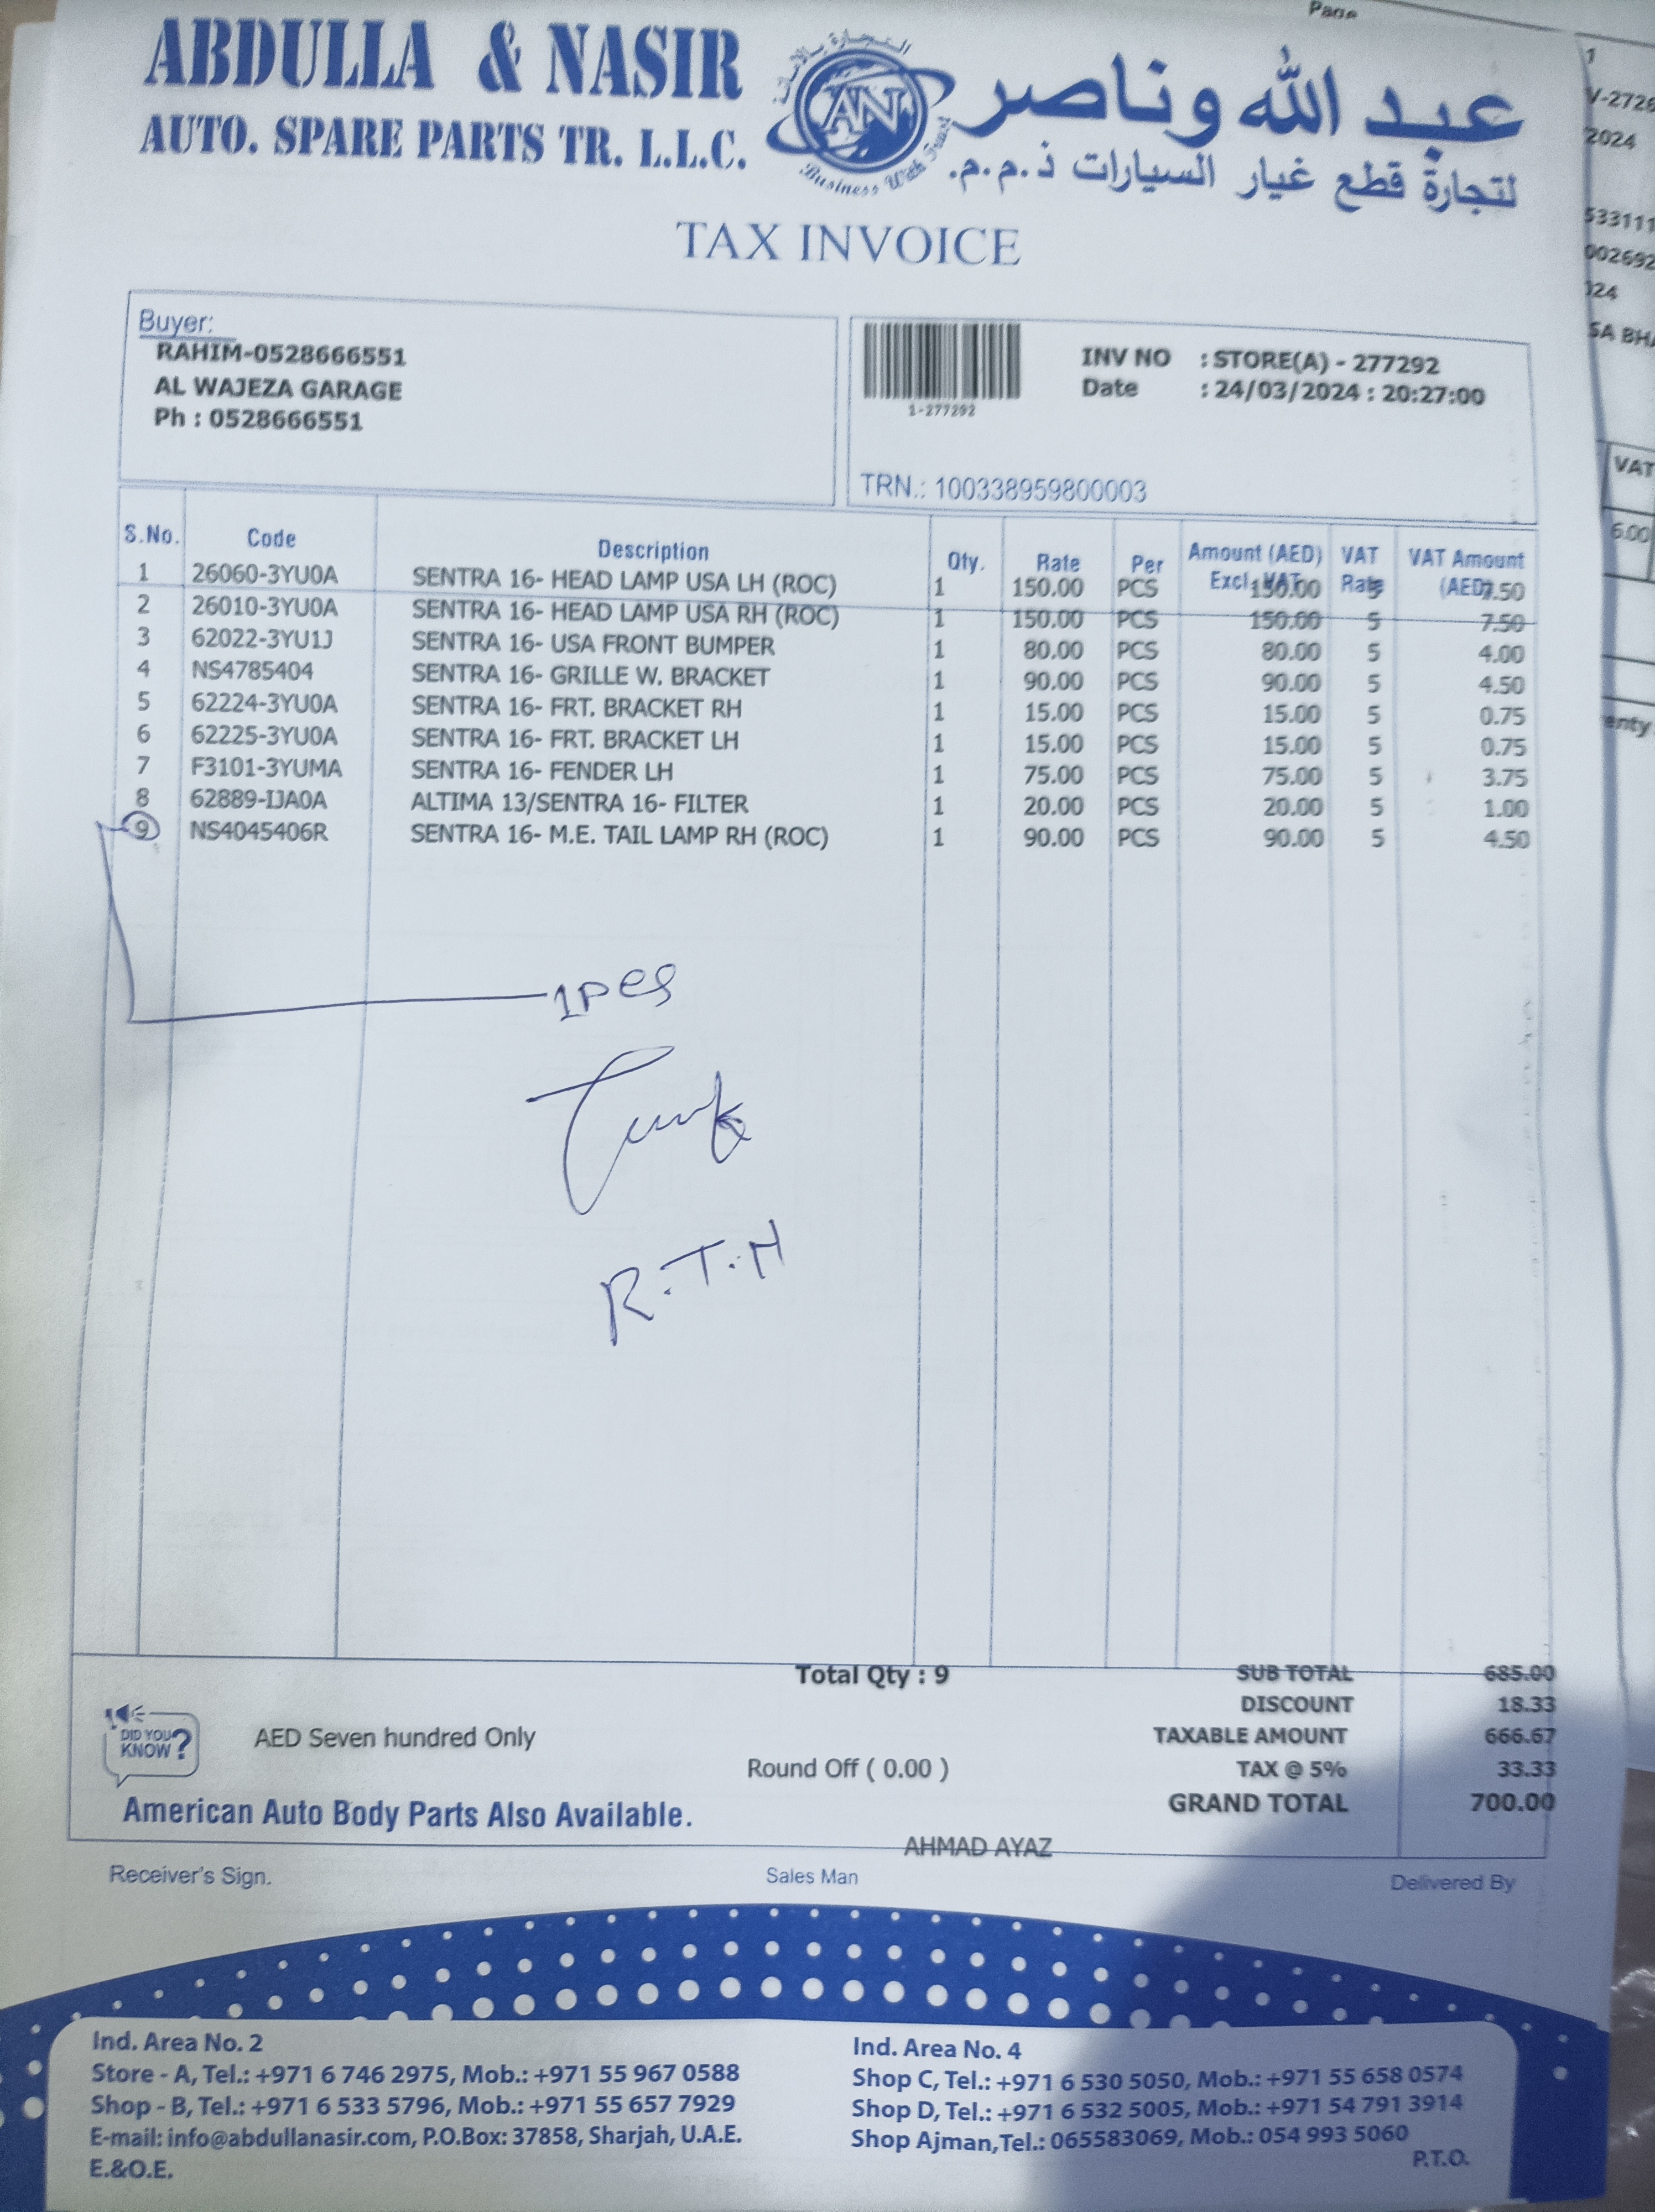 Page
ABDULLA & NASIR
AUTO. SPARE PARTS TR. L.L.C.
AN
Business With Trust
عبد الله وناصر
لتجارة قطع غيار السيارات ذ.م.م.
TAX INVOICE
Buyer:
RAHIM-0528666551
AL WAJEZA GARAGE
Ph : 0528666551
1-277292
INV NO : STORE(A) - 277292
Date : 24/03/2024 : 20:27:00
TRN.: 100338959800003
S.No. Code Description Qty. Rate Per Amount (AED) Excl. VAT VAT Rate VAT Amount (AED)
1 26060-3YU0A SENTRA 16- HEAD LAMP USA LH (ROC) 1 150.00 PCS 150.00 5 7.50
2 26010-3YU0A SENTRA 16- HEAD LAMP USA RH (ROC) 1 150.00 PCS 150.00 5 7.50
3 62022-3YU1J SENTRA 16- USA FRONT BUMPER 1 80.00 PCS 80.00 5 4.00
4 NS4785404 SENTRA 16- GRILLE W. BRACKET 1 90.00 PCS 90.00 5 4.50
5 62224-3YU0A SENTRA 16- FRT. BRACKET RH 1 15.00 PCS 15.00 5 0.75
6 62225-3YU0A SENTRA 16- FRT. BRACKET LH 1 15.00 PCS 15.00 5 0.75
7 F3101-3YUMA SENTRA 16- FENDER LH 1 75.00 PCS 75.00 5 3.75
8 62889-IJA0A ALTIMA 13/SENTRA 16- FILTER 1 20.00 PCS 20.00 5 1.00
9 NS4045406R SENTRA 16- M.E. TAIL LAMP RH (ROC) 1 90.00 PCS 90.00 5 4.50
1 Pes
R.T.H
Total Qty : 9
SUB TOTAL 685.00
DISCOUNT 18.33
DID YOU KNOW?
AED Seven hundred Only
TAXABLE AMOUNT 666.67
Round Off ( 0.00 )
TAX @ 5% 33.33
American Auto Body Parts Also Available.
GRAND TOTAL 700.00
AHMAD AYAZ
Receiver's Sign.
Sales Man
Delivered By
Ind. Area No. 2
Store - A, Tel.: +971 6 746 2975, Mob.: +971 55 967 0588
Shop - B, Tel.: +971 6 533 5796, Mob.: +971 55 657 7929
E-mail: info@abdullanasir.com, P.O.Box: 37858, Sharjah, U.A.E.
E.&O.E.
Ind. Area No. 4
Shop C, Tel.: +971 6 530 5050, Mob.: +971 55 658 0574
Shop D, Tel.: +971 6 532 5005, Mob.: +971 54 791 3914
Shop Ajman,Tel.: 065583069, Mob.: 054 993 5060
P.T.O.
1
V-2726
2024
533111
002692
024
SA BHA
VAT
6.00
enty